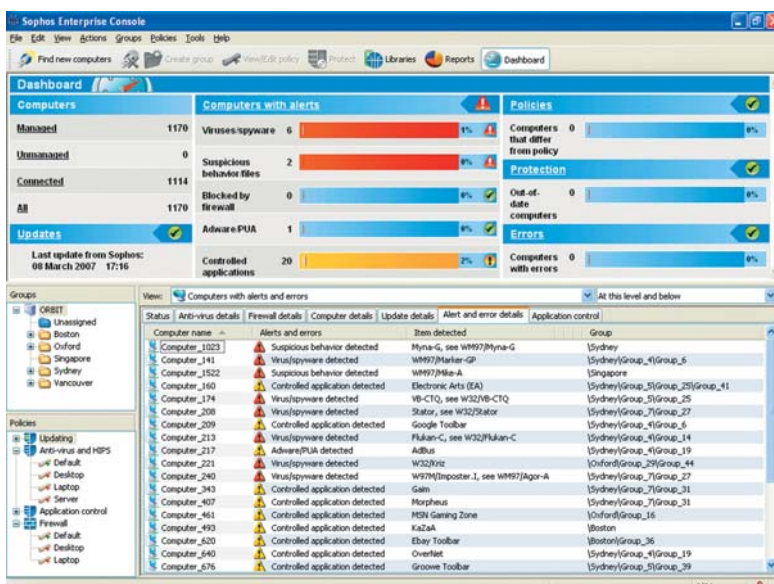 Sophos Enterprise Console
File Edit View Actions Groups Policies Tools Help
Find new computers Create group View/Edit policy Protect Libraries Reports Dashboard
Dashboard
Computers
Managed 1170
Unmanaged 0
Connected 1114
All 1170
Updates
Last update from Sophos:
08 March 2007 17:16
Computers with alerts
Viruses/spyware 6 1%
Suspicious behavior files 2 0%
Blocked by firewall 0 0%
Adware/PUA 1 0%
Controlled applications 20 2%
Policies
Computers that differ from policy 0 0%
Protection
Out-of-date computers 0 0%
Errors
Computers with errors 0 0%
Groups
ORBIT
Unassigned
Boston
Oxford
Singapore
Sydney
Vancouver
Policies
Updating
Anti-virus and HIPS
Default
Desktop
Laptop
Server
Application control
Firewall
Default
Desktop
Laptop
View: Computers with alerts and errors At this level and below
Status Anti-virus details Firewall details Computer details Update details Alert and error details Application control
Computer name Alerts and errors Item detected Group
Computer_1023 Suspicious behavior detected Myna-G, see WM97/Myna-G \Sydney
Computer_141 Virus/spyware detected WM97/Marker-GP \Sydney\Group_4\Group_6
Computer_1522 Suspicious behavior detected WM97/Mike-A \Singapore
Computer_160 Controlled application detected Electronic Arts (EA) \Sydney\Group_5\Group_25\Group_41
Computer_174 Virus/spyware detected VB-CTQ, see W32/VB-CTQ \Sydney\Group_5\Group_25
Computer_208 Virus/spyware detected Stator, see W32/Stator \Sydney\Group_7\Group_27
Computer_209 Controlled application detected Google Toolbar \Sydney\Group_4\Group_6
Computer_213 Virus/spyware detected Flukan-C, see W32/Flukan-C \Sydney\Group_4\Group_14
Computer_217 Adware/PUA detected AdBus \Sydney\Group_4\Group_19
Computer_221 Virus/spyware detected W32/Kriz \Oxford\Group_29\Group_44
Computer_240 Virus/spyware detected W97M/Imposter.I, see WM97/Agor-A \Sydney\Group_7\Group_27
Computer_343 Controlled application detected Gaim \Sydney\Group_7\Group_31
Computer_407 Controlled application detected Morpheus \Sydney\Group_7\Group_31
Computer_461 Controlled application detected MSN Gaming Zone \Oxford\Group_16
Computer_493 Controlled application detected KaZaA \Boston
Computer_620 Controlled application detected Ebay Toolbar \Boston\Group_36
Computer_640 Controlled application detected OverNet \Sydney\Group_4\Group_19
Computer_676 Controlled application detected Groowe Toolbar \Sydney\Group_5\Group_39